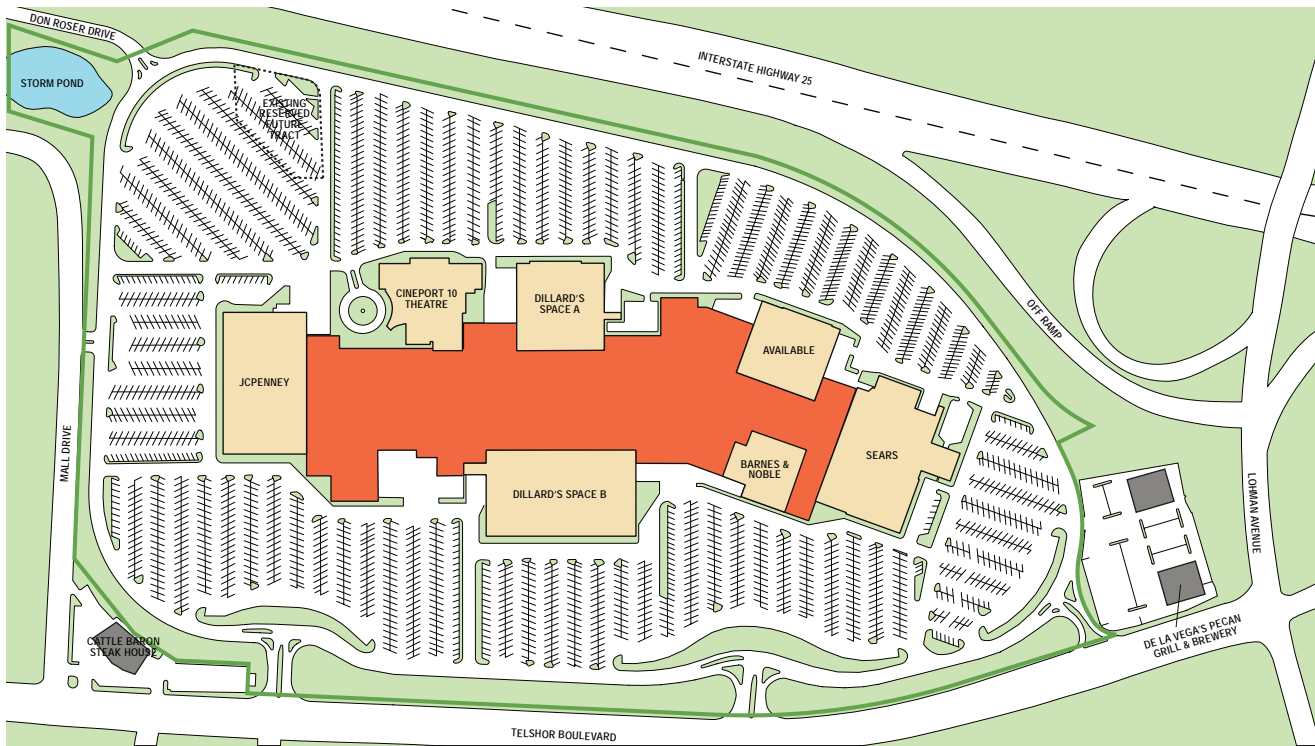 DON ROSER DRIVE
STORM POND
INTERSTATE HIGHWAY 25
EXISTING
RESERVED
FUTURE
TRACT
CINEPORT 10
THEATRE
DILLARD'S
SPACE A
OFF RAMP
AVAILABLE
JCPENNEY
MALL DRIVE
BARNES &
NOBLE
SEARS
DILLARD'S SPACE B
LOHMAN AVENUE
CATTLE BARON
STEAK HOUSE
DE LA VEGA'S PECAN
GRILL & BREWERY
TELSHOR BOULEVARD